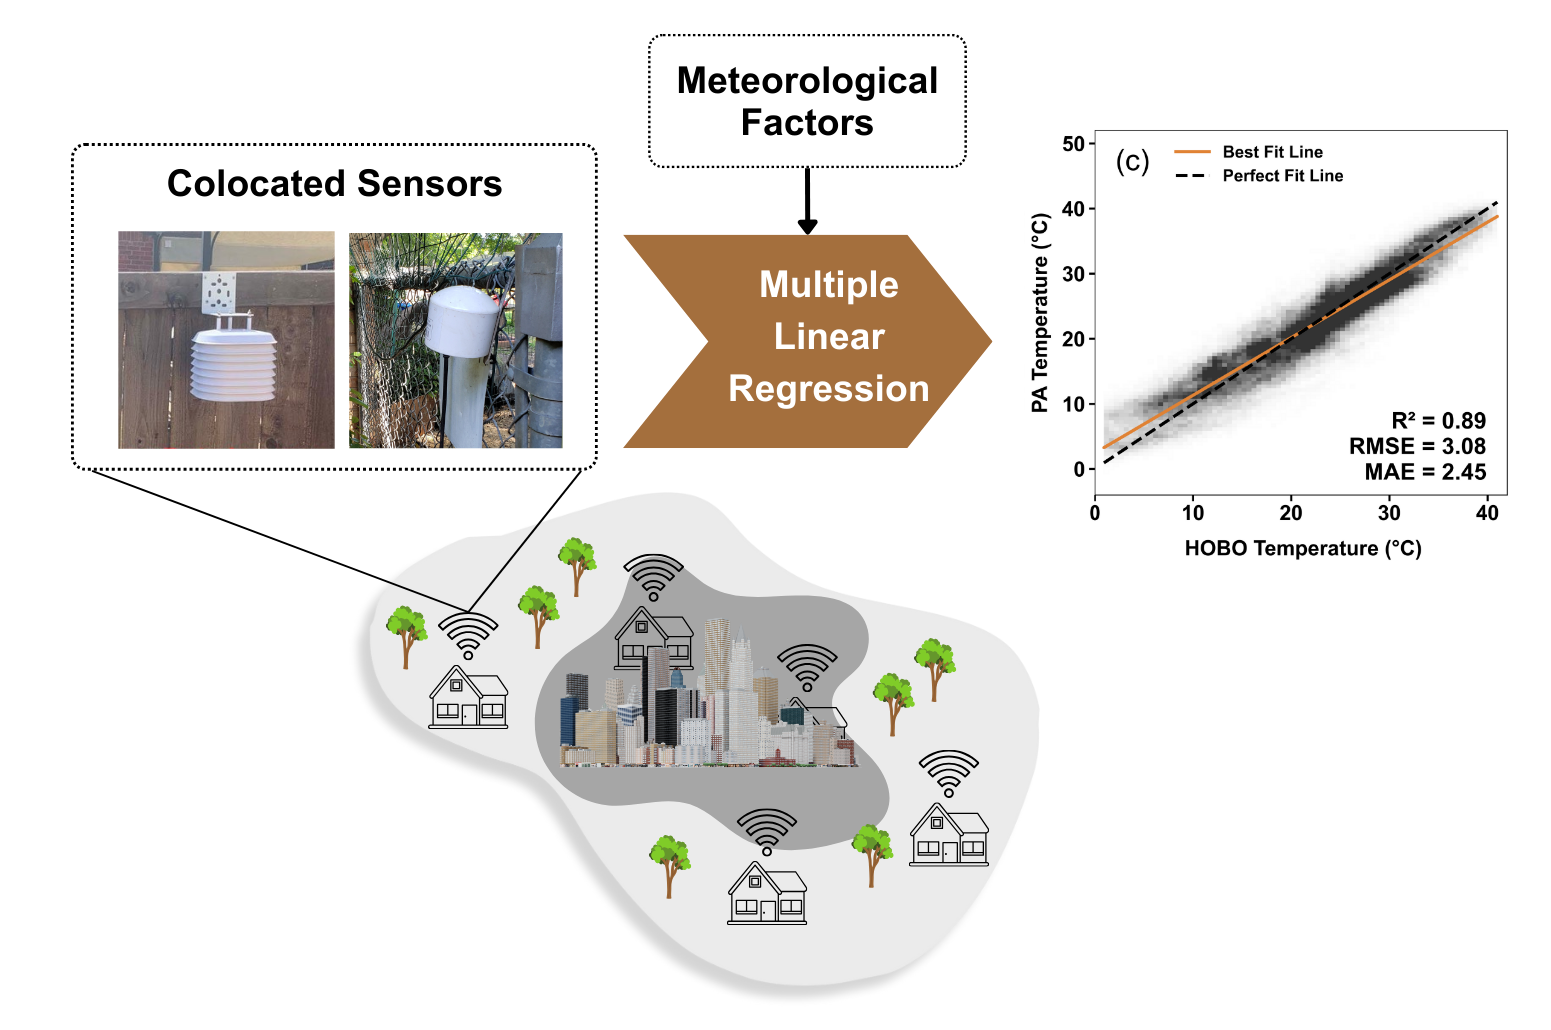 Meteorological
Factors
Colocated Sensors
Multiple
Linear
Regression
(c)
Best Fit Line
Perfect Fit Line
50
40
30
20
10
0
PA Temperature (°C)
R² = 0.89
RMSE = 3.08
MAE = 2.45
0 10 20 30 40
HOBO Temperature (°C)